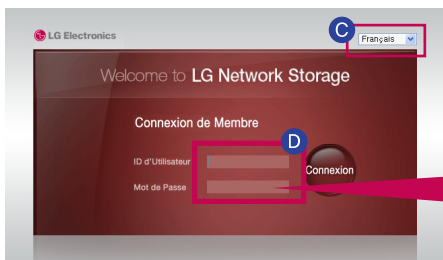 C
LG Electronics
Français
Welcome to LG Network Storage
Connexion de Membre
D
ID d'Utilisateur
Connexion
Mot de Passe